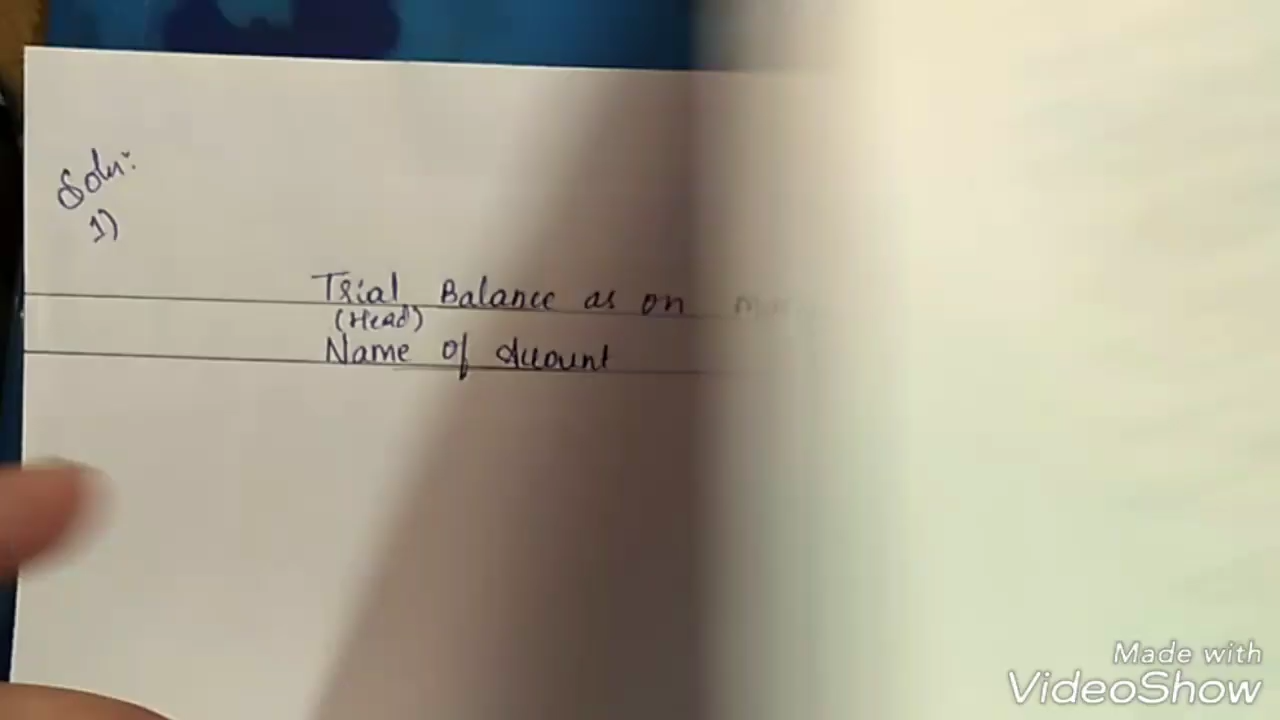 Soln:
1)
Trial Balance as on
(Head)
Name of Account
Made with
VideoShow